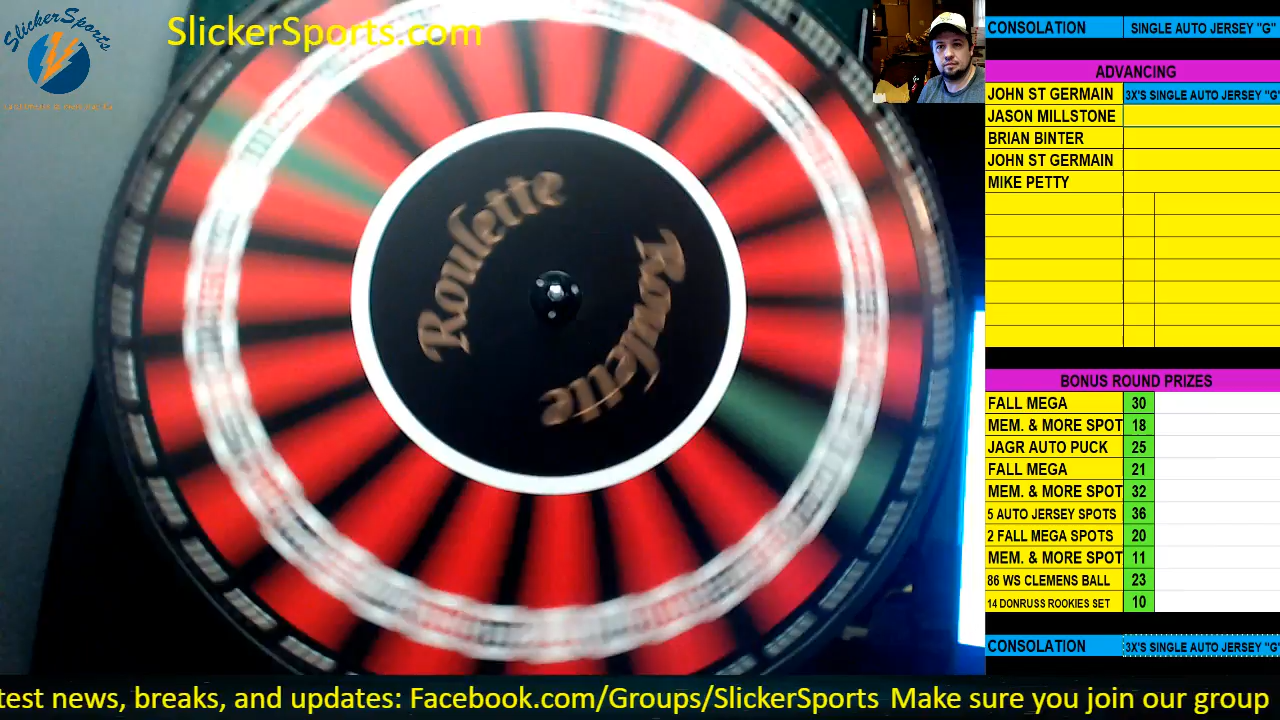 SlickerSports
SlickerSports.com
Roulette
Roulette
CONSOLATION SINGLE AUTO JERSEY "G"
ADVANCING
JOHN ST GERMAIN 3X'S SINGLE AUTO JERSEY "G"
JASON MILLSTONE
BRIAN BINTER
JOHN ST GERMAIN
MIKE PETTY
BONUS ROUND PRIZES
FALL MEGA 30
MEM. & MORE SPOT 18
JAGR AUTO PUCK 25
FALL MEGA 21
MEM. & MORE SPOT 32
5 AUTO JERSEY SPOTS 36
2 FALL MEGA SPOTS 20
MEM. & MORE SPOT 11
86 WS CLEMENS BALL 23
14 DONRUSS ROOKIES SET 10
CONSOLATION 3X'S SINGLE AUTO JERSEY "G"
test news, breaks, and updates: Facebook.com/Groups/SlickerSports Make sure you join our group